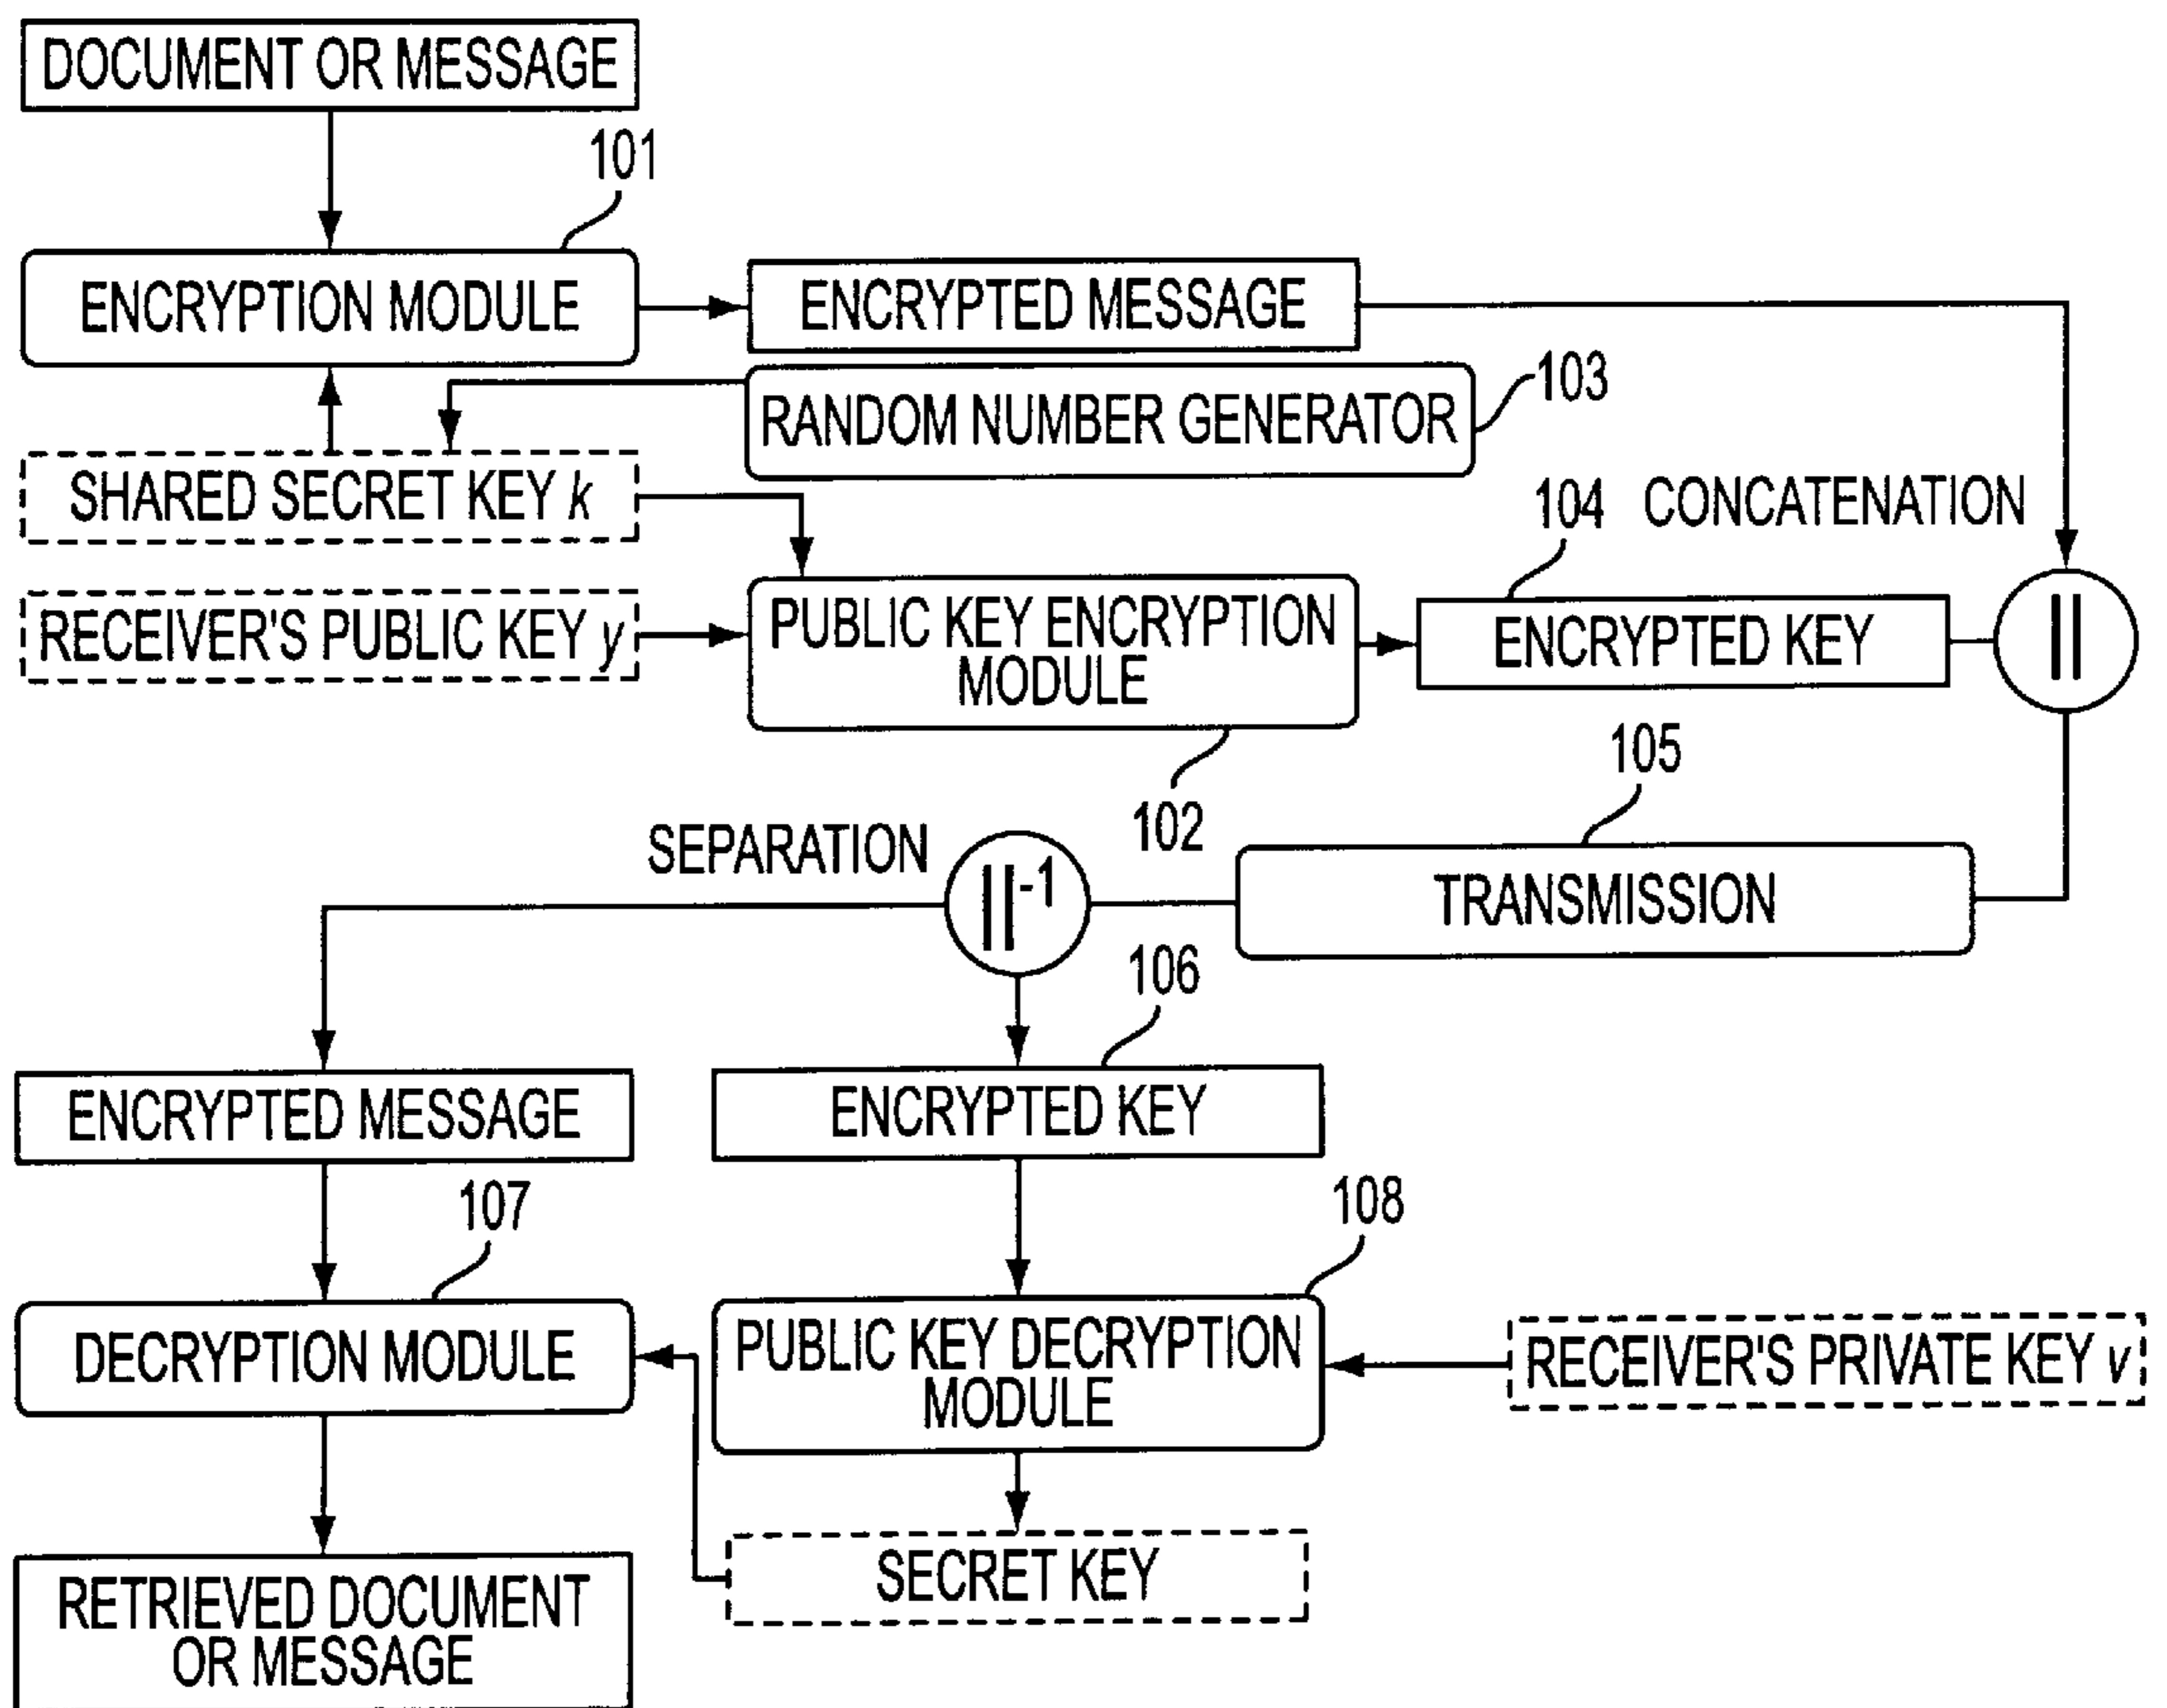 DOCUMENT OR MESSAGE
101
ENCRYPTION MODULE
ENCRYPTED MESSAGE
RANDOM NUMBER GENERATOR
103
SHARED SECRET KEY k
104
CONCATENATION
RECEIVER'S PUBLIC KEY y
PUBLIC KEY ENCRYPTION
MODULE
ENCRYPTED KEY
||
102
105
SEPARATION
||-1
TRANSMISSION
106
ENCRYPTED MESSAGE
ENCRYPTED KEY
107
108
DECRYPTION MODULE
PUBLIC KEY DECRYPTION
MODULE
RECEIVER'S PRIVATE KEY v
SECRET KEY
RETRIEVED DOCUMENT
OR MESSAGE